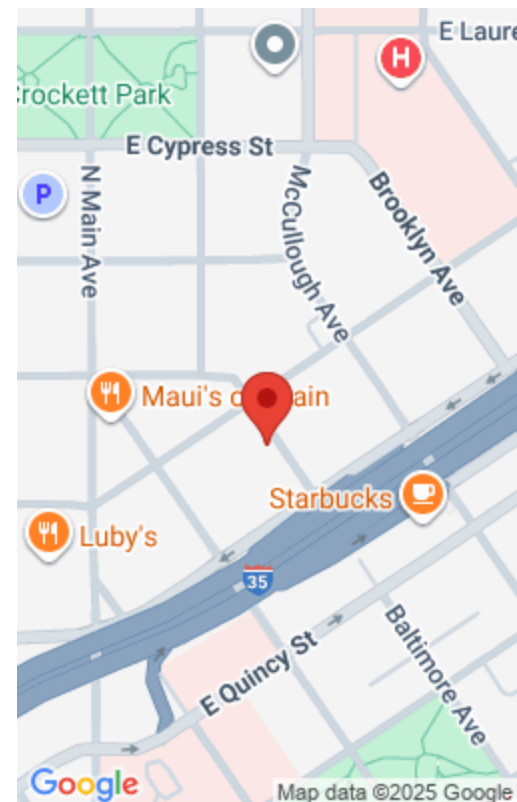 E Laure
H
Crockett Park
E Cypress St
P
N Main Ave
McCullough Ave
Brooklyn Ave
Maui's o
ain
Starbucks
Luby's
35
E Quincy St
Baltimore Ave
Google
Map data ©2025 Google